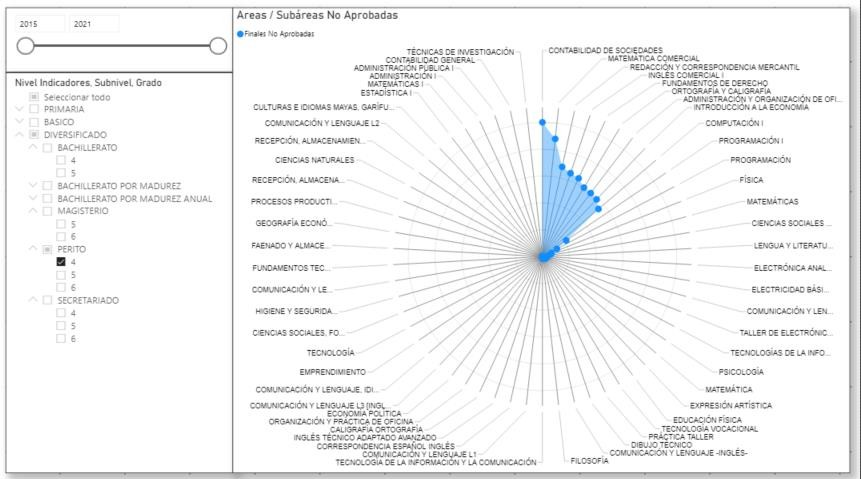 Areas / Subáreas No Aprobadas
Finales No Aprobadas
2015
2021
Nivel Indicadores, Subnivel, Grado
Seleccionar todo
PRIMARIA
BASICO
DIVERSIFICADO
BACHILLERATO
4
5
BACHILLERATO POR MADUREZ
BACHILLERATO POR MADUREZ ANUAL
MAGISTERIO
5
6
PERITO
4
5
6
SECRETARIADO
4
5
6
CONTABILIDAD DE SOCIEDADES
MATEMÁTICA COMERCIAL
REDACCIÓN Y CORRESPONDENCIA MERCANTIL
INGLÉS COMERCIAL I
FUNDAMENTOS DE DERECHO
ORTOGRAFÍA Y CALIGRAFÍA
ADMINISTRACIÓN Y ORGANIZACIÓN DE OFI...
INTRODUCCIÓN A LA ECONOMÍA
COMPUTACIÓN I
PROGRAMACIÓN I
PROGRAMACIÓN
FÍSICA
MATEMÁTICAS
CIENCIAS SOCIALES ...
LENGUA Y LITERATU...
ELECTRÓNICA ANAL...
ELECTRICIDAD BÁSI...
COMUNICACIÓN Y LEN...
TALLER DE ELECTRÓNIC...
TECNOLOGÍAS DE LA INFO...
PSICOLOGÍA
MATEMÁTICA
EXPRESIÓN ARTÍSTICA
EDUCACIÓN FÍSICA
TECNOLOGÍA VOCACIONAL
PRÁCTICA TALLER
DIBUJO TÉCNICO
COMUNICACIÓN Y LENGUAJE -INGLÉS-
FILOSOFÍA
TECNOLOGÍA DE LA INFORMACIÓN Y LA COMUNICACIÓN
COMUNICACIÓN Y LENGUAJE L1
CORRESPONDENCIA ESPAÑOL INGLÉS
INGLÉS TÉCNICO ADAPTADO AVANZADO
CALIGRAFÍA ORTOGRAFÍA
ORGANIZACIÓN Y PRÁCTICA DE OFICINA
ECONOMÍA POLÍTICA
COMUNICACIÓN Y LENGUAJE L3 [INGL...
COMUNICACIÓN Y LENGUAJE, IDI...
EMPRENDIMIENTO
TECNOLOGÍA
CIENCIAS SOCIALES, FO...
HIGIENE Y SEGURIDA...
COMUNICACIÓN Y LE...
FUNDAMENTOS TEC...
FAENADO Y ALMACE...
GEOGRAFÍA ECONÓ...
PROCESOS PRODUCTI...
RECEPCIÓN, ALMACENA...
CIENCIAS NATURALES
RECEPCIÓN, ALMACENAMIEN...
COMUNICACIÓN Y LENGUAJE L2
CULTURAS E IDIOMAS MAYAS, GARÍFU...
ESTADÍSTICA I
MATEMÁTICAS I
ADMINISTRACIÓN I
ADMINISTRACIÓN PÚBLICA I
CONTABILIDAD GENERAL
TÉCNICAS DE INVESTIGACIÓN